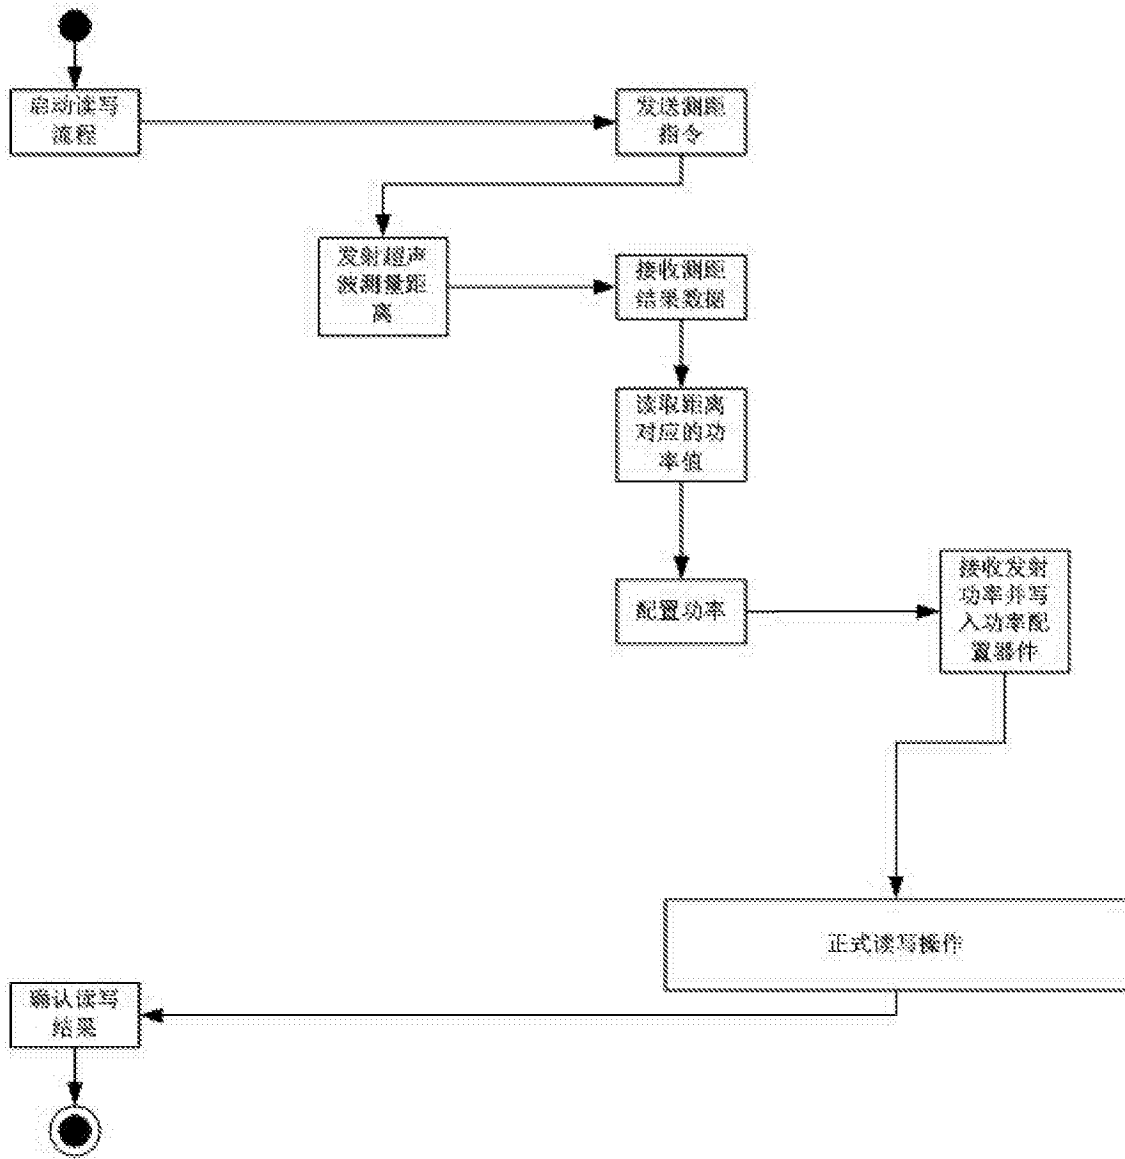 启动读写
流程
发送测距
指令
发射超声
波测量距
离
接收测距
结果数据
读取距离
对应的功
率值
配置功率
接收发射
功率并写
入功率配
置器件
正式读写操作
确认读写
结果